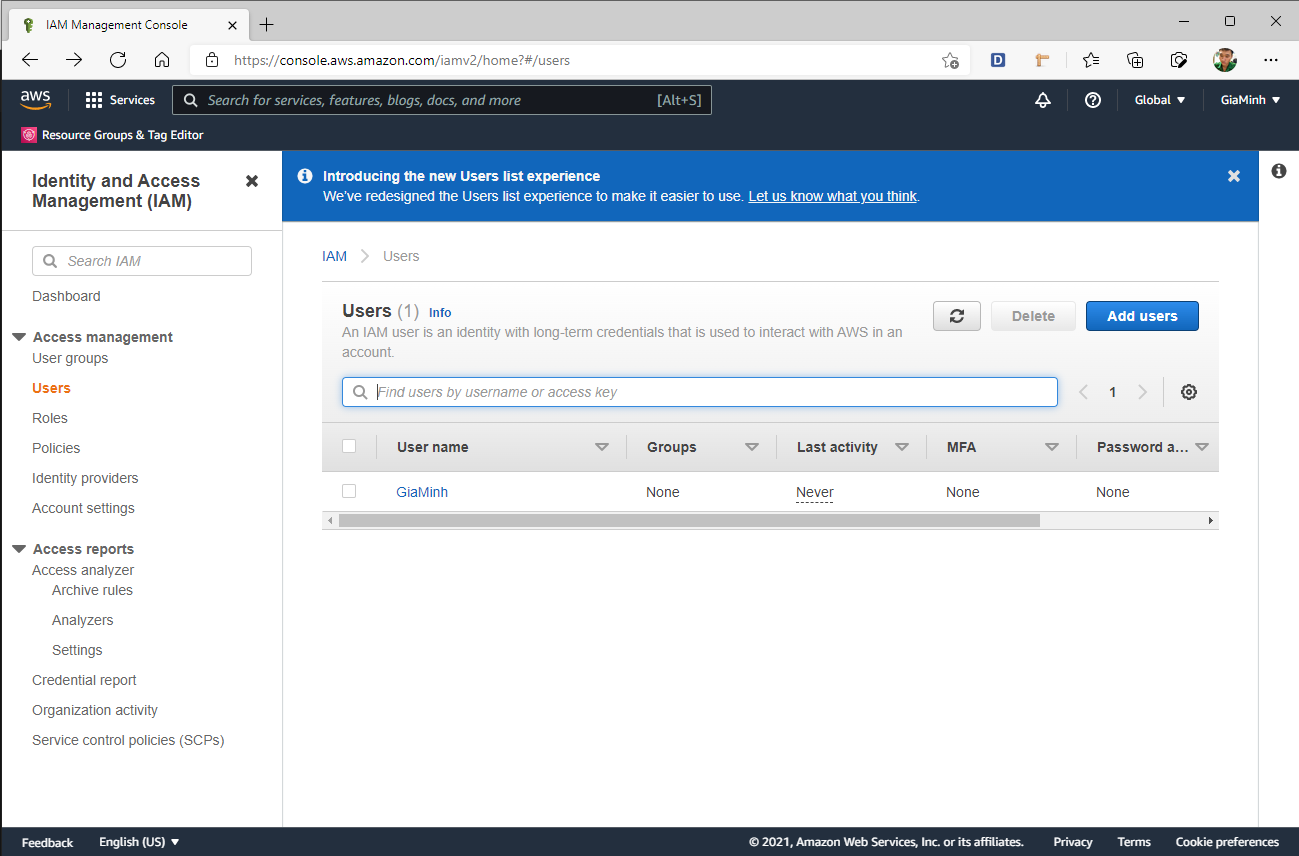 IAM Management Console
https://console.aws.amazon.com/iamv2/home?#/users
aws Services Search for services, features, blogs, docs, and more [Alt+S] Global GiaMinh
Resource Groups & Tag Editor
Identity and Access
Management (IAM)
Search IAM
Dashboard
Access management
User groups
Users
Roles
Policies
Identity providers
Account settings
Access reports
Access analyzer
Archive rules
Analyzers
Settings
Credential report
Organization activity
Service control policies (SCPs)
Introducing the new Users list experience
We've redesigned the Users list experience to make it easier to use. Let us know what you think.
IAM Users
Users (1) Info
An IAM user is an identity with long-term credentials that is used to interact with AWS in an
account.
Delete Add users
Find users by username or access key 1
User name Groups Last activity MFA Password a...
GiaMinh None Never None None
Feedback English (US) © 2021, Amazon Web Services, Inc. or its affiliates. Privacy Terms Cookie preferences